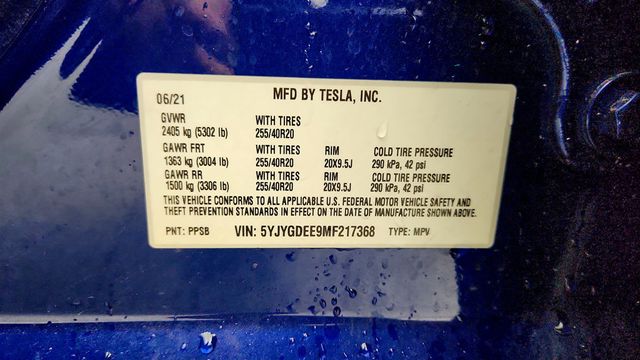 06/21 MFD BY TESLA, INC.
GVWR WITH TIRES
2405 kg (5302 lb) 255/40R20
GAWR FRT WITH TIRES RIM COLD TIRE PRESSURE
1363 kg (3004 lb) 255/40R20 20X9.5J 290 kPa, 42 psi
GAWR RR WITH TIRES RIM COLD TIRE PRESSURE
1500 kg (3306 lb) 255/40R20 20X9.5J 290 kPa, 42 psi
THIS VEHICLE CONFORMS TO ALL APPLICABLE U.S. FEDERAL MOTOR VEHICLE SAFETY AND
THEFT PREVENTION STANDARDS IN EFFECT ON THE DATE OF MANUFACTURE SHOWN ABOVE.
PNT: PPSB VIN: 5YJYGDEE9MF217368 TYPE: MPV